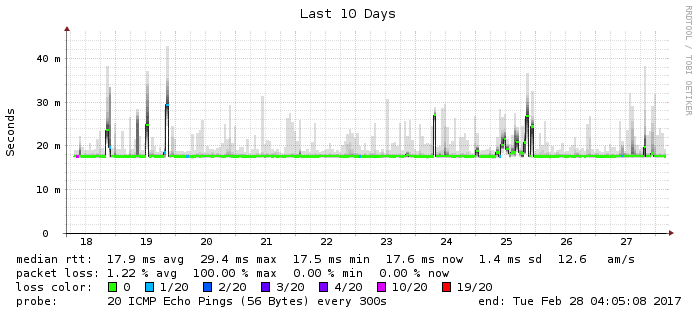 Last 10 Days
RRDTOOL / TOBI OETIKER
Seconds
40 m
30 m
20 m
10 m
0
18 19 20 21 22 23 24 25 26 27
median rtt: 17.9 ms avg 29.4 ms max 17.5 ms min 17.6 ms now 1.4 ms sd 12.6 am/s
packet loss: 1.22 % avg 100.00 % max 0.00 % min 0.00 % now
loss color: 0 1/20 2/20 3/20 4/20 10/20 19/20
probe: 20 ICMP Echo Pings (56 Bytes) every 300s end: Tue Feb 28 04:05:08 2017